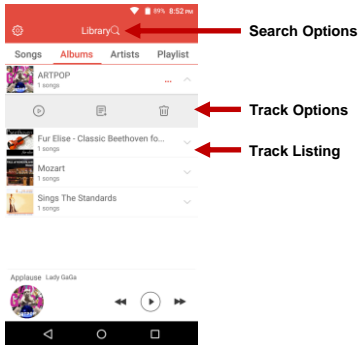 89% 8:52 PM
Library
Search Options
Songs Albums Artists Playlist
ARTPOP
1 songs
Track Options
Fur Elise - Classic Beethoven fo...
1 songs
Track Listing
Mozart
1 songs
Sings The Standards
1 songs
Applause Lady GaGa